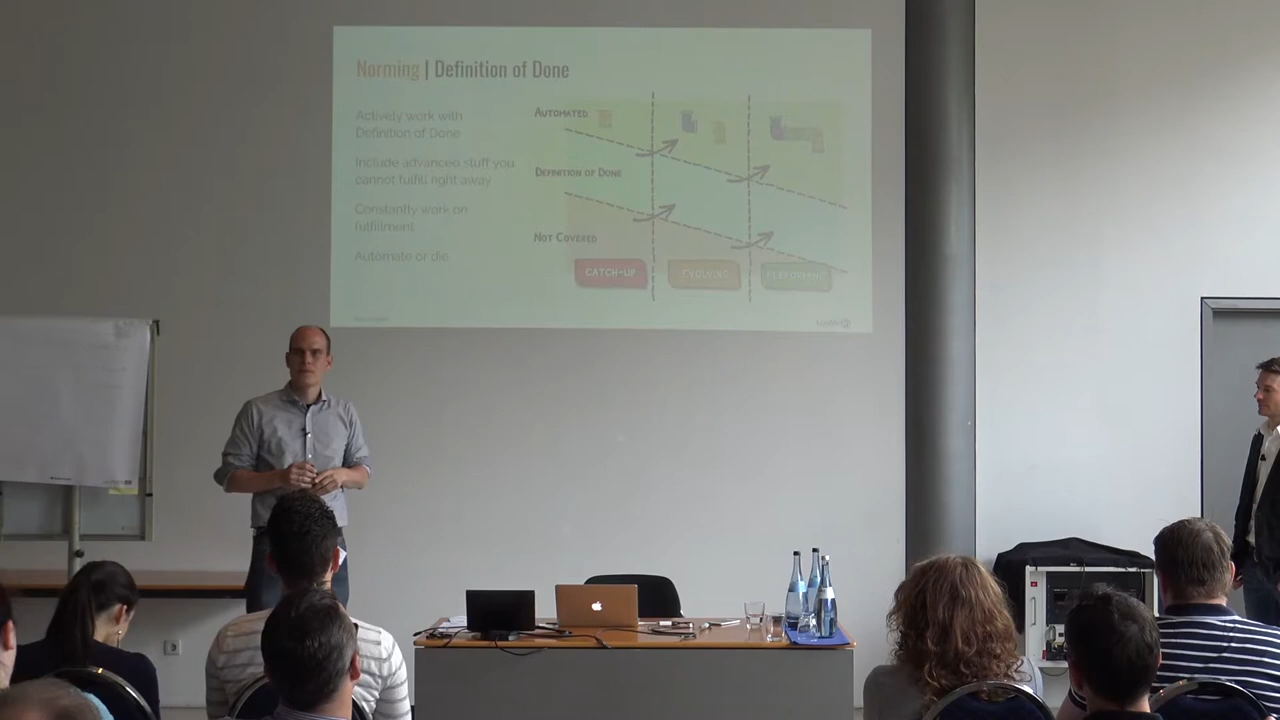 Norming | Definition of Done
Actively work with
Definition of Done
Include advanced stuff you
cannot fulfill right away
Constantly work on
fulfillment
Automate or die
AUTOMATED
DEFINITION OF DONE
NOT COVERED
CATCH-UP
EVOLVING
PERFORMING